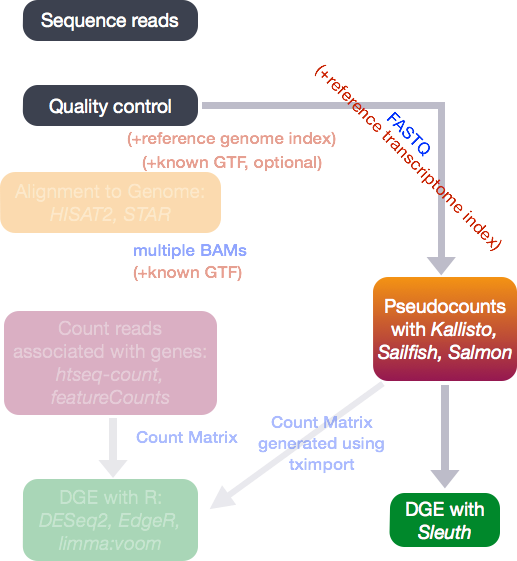 Sequence reads
Quality control
(+reference genome index)
(+known GTF, optional)
FASTQ
(+reference transcriptome index)
Alignment to Genome:
HISAT2, STAR
multiple BAMs
(+known GTF)
Pseudocounts
with Kallisto,
Sailfish, Salmon
Count reads
associated with genes:
htseq-count,
featureCounts
Count Matrix
Count Matrix
generated using
tximport
DGE with R:
DESeq2, EdgeR,
limma:voom
DGE with
Sleuth